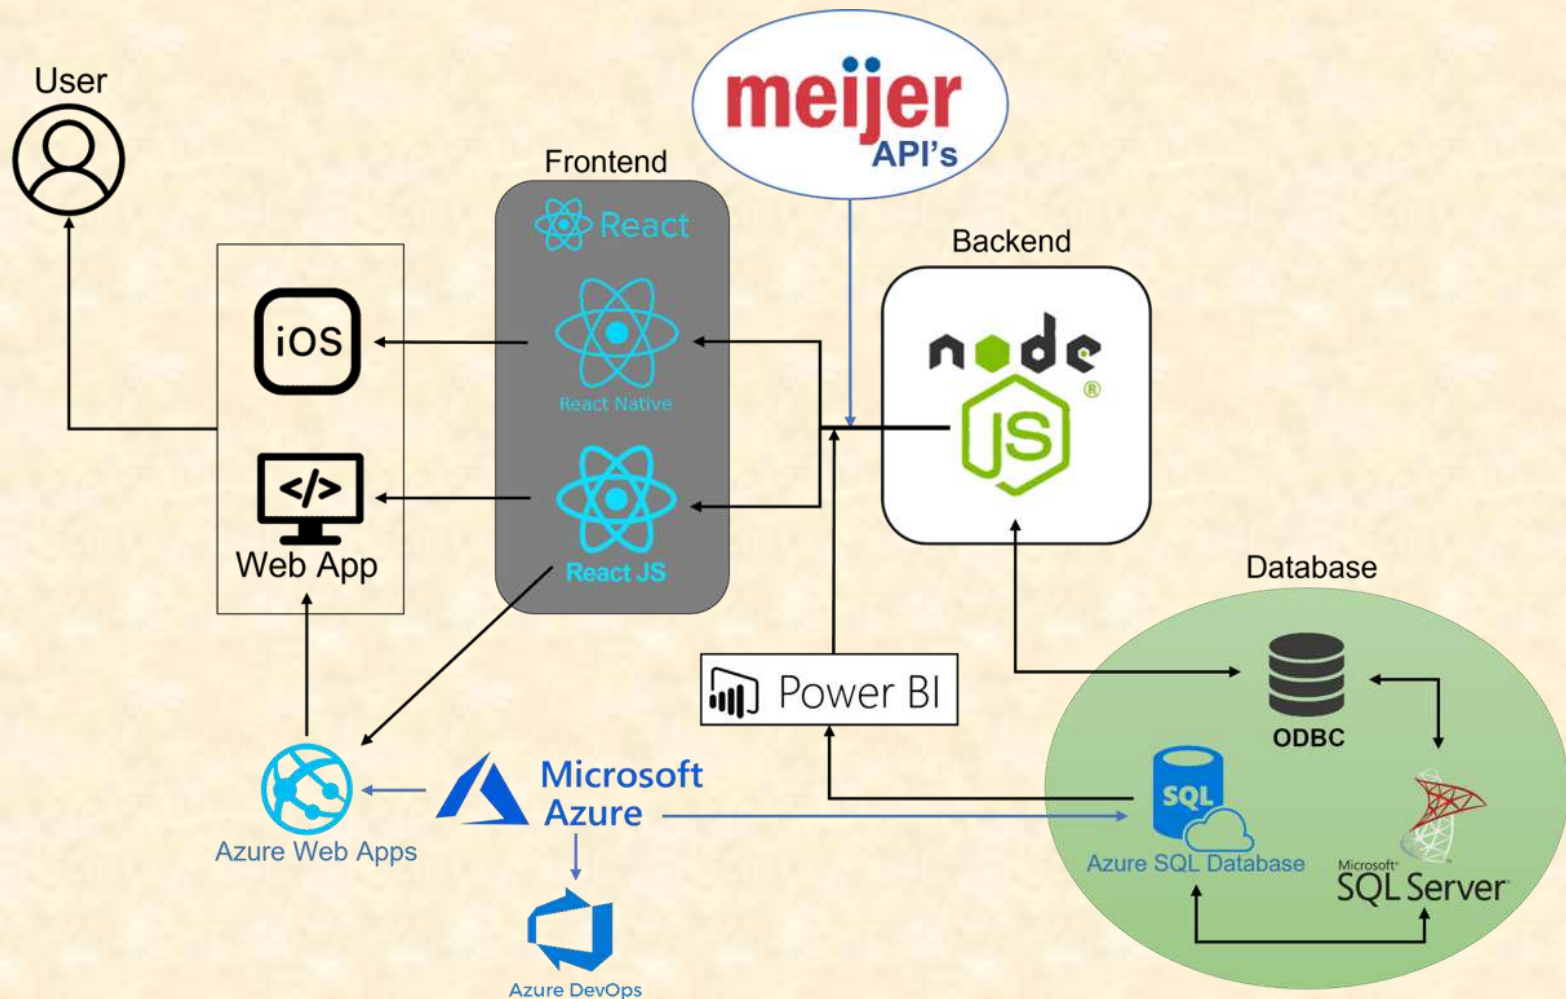 User
meijer
API's
Frontend
React
Backend
iOS
React Native
node
JS
®
</>
Web App
React JS
Database
Power BI
ODBC
Microsoft
Azure
SQL
Azure Web Apps
Azure SQL Database
Microsoft®
SQL Server
Azure DevOps